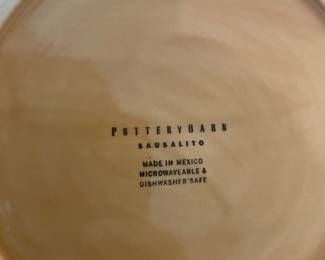 POTTERYBARN
SAUSALITO
MADE IN MEXICO
MICROWAVEABLE &
DISHWASHER SAFE